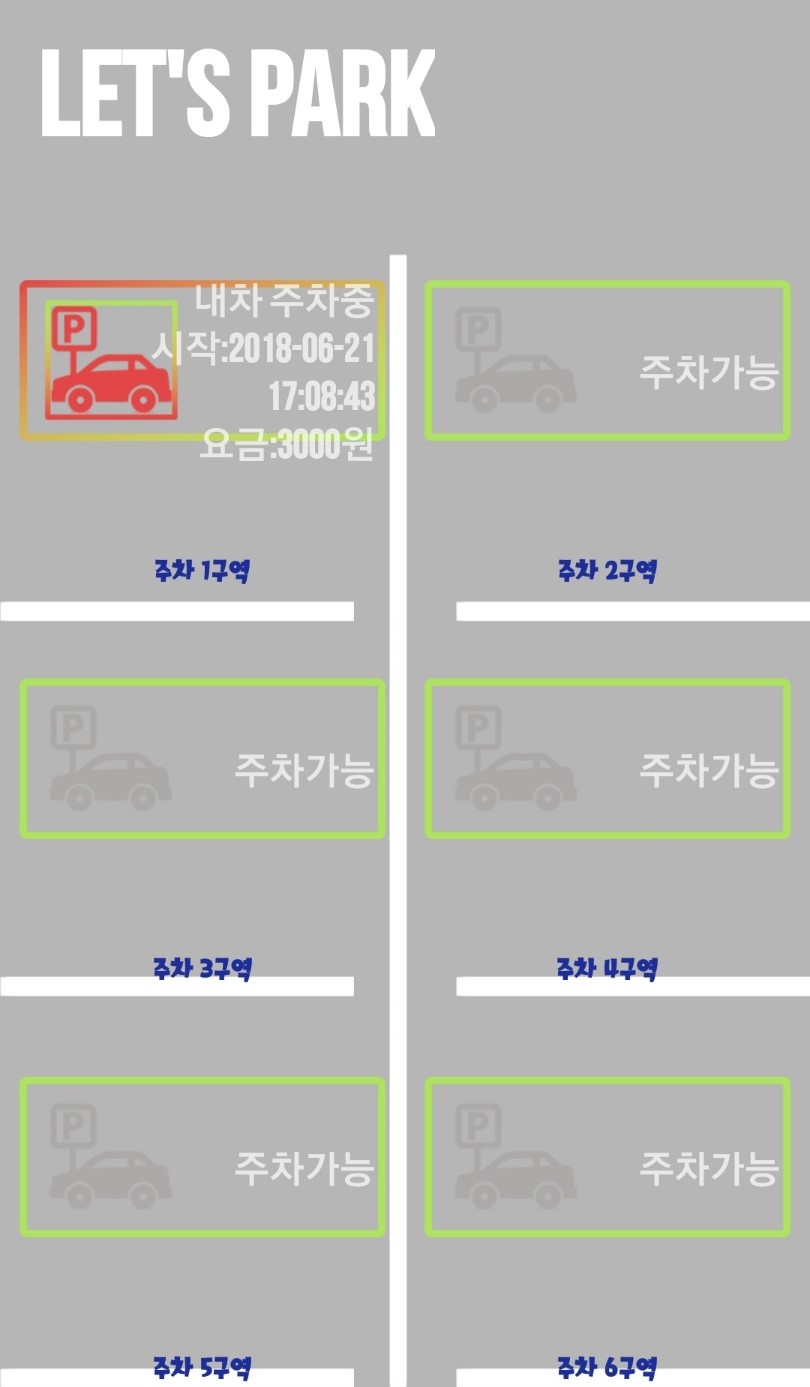 LET'S PARK
내차 주차중
시작:2018-06-21
17:08:43
요금:3000원
P
주차 1구역
P
주차가능
주차 2구역
P
주차가능
주차 3구역
P
주차가능
주차 4구역
P
주차가능
주차 5구역
P
주차가능
주차 6구역